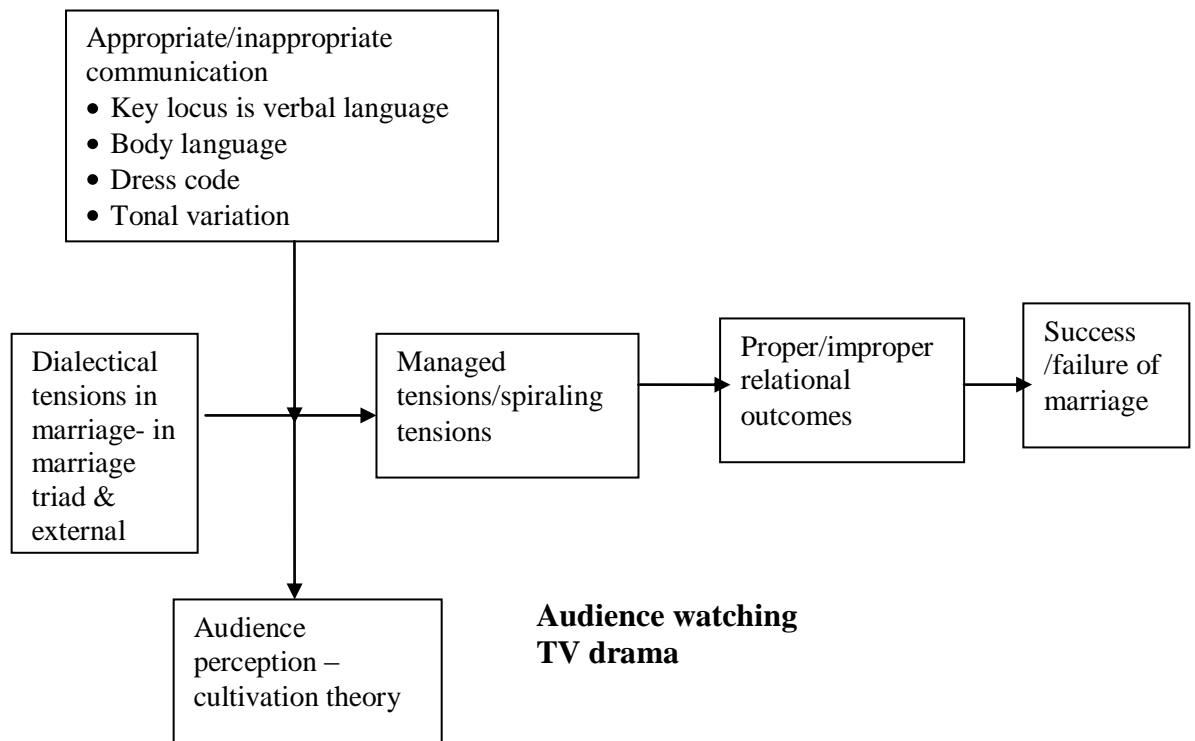 Appropriate/inappropriate
communication
• Key locus is verbal language
• Body language
• Dress code
• Tonal variation
Dialectical
tensions in
marriage- in
marriage
triad &
external
Managed
tensions/spiraling
tensions
Proper/improper
relational
outcomes
Success
/failure of
marriage
Audience
perception –
cultivation theory
Audience watching
TV drama